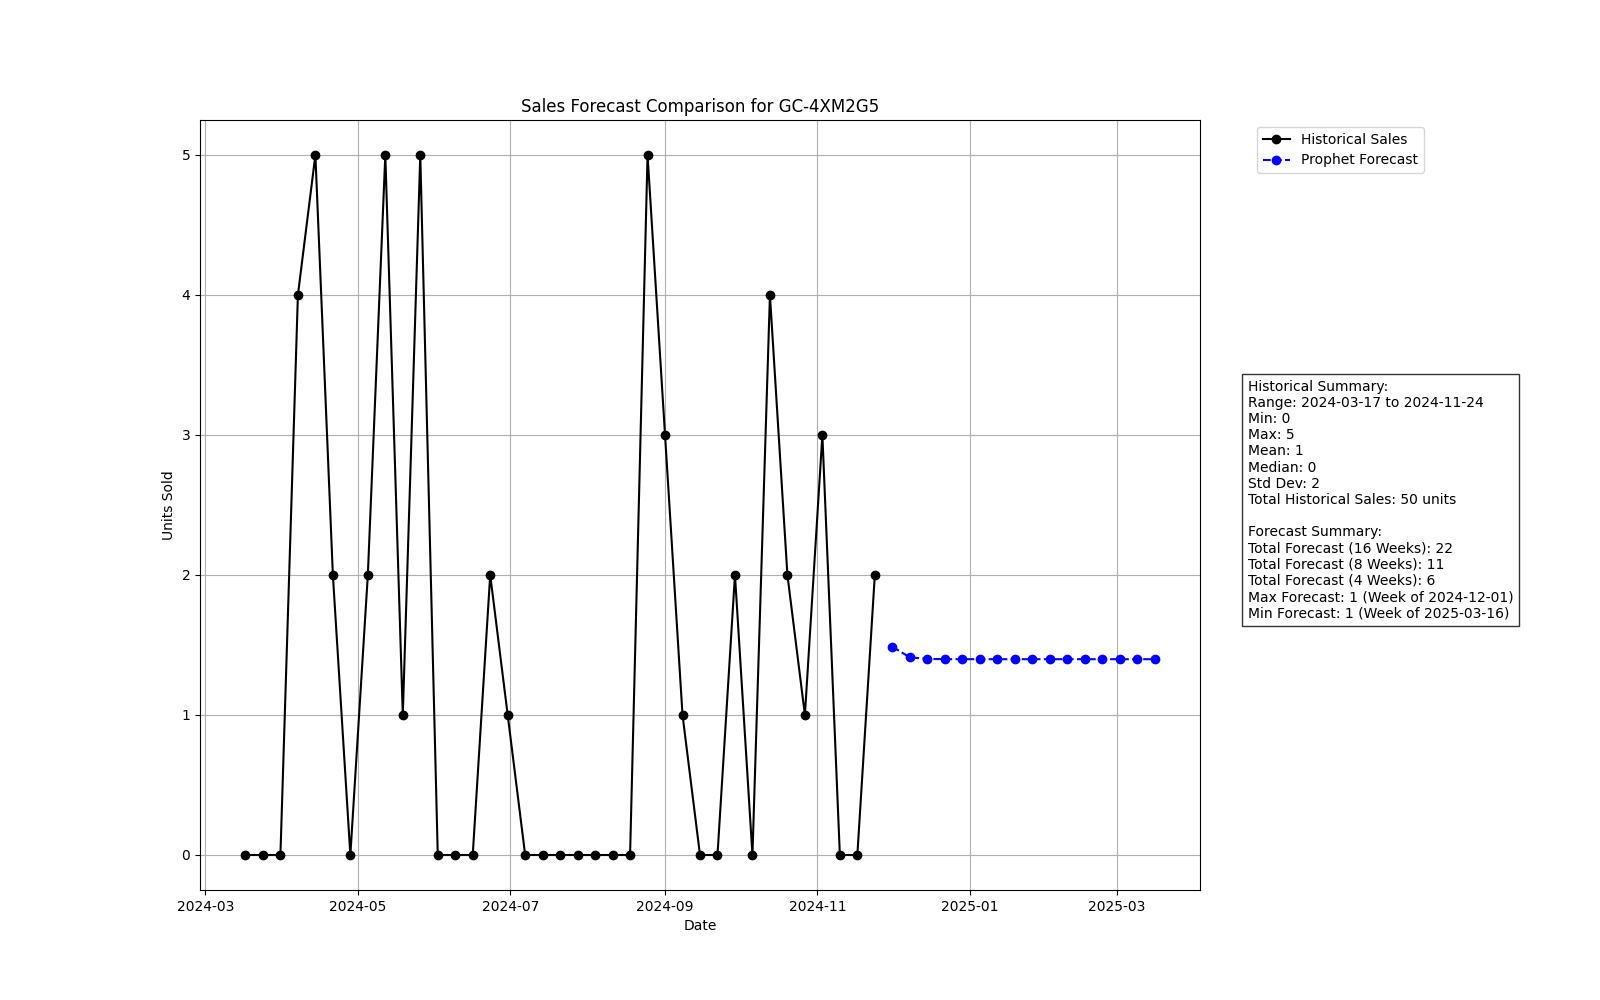 Sales Forecast Comparison for GC-4XM2G5
Historical Sales
Prophet Forecast
5
4
3
2
1
0
Units Sold
2024-03
2024-05
2024-07
2024-09
2024-11
2025-01
2025-03
Date
Historical Summary:
Range: 2024-03-17 to 2024-11-24
Min: 0
Max: 5
Mean: 1
Median: 0
Std Dev: 2
Total Historical Sales: 50 units
Forecast Summary:
Total Forecast (16 Weeks): 22
Total Forecast (8 Weeks): 11
Total Forecast (4 Weeks): 6
Max Forecast: 1 (Week of 2024-12-01)
Min Forecast: 1 (Week of 2025-03-16)